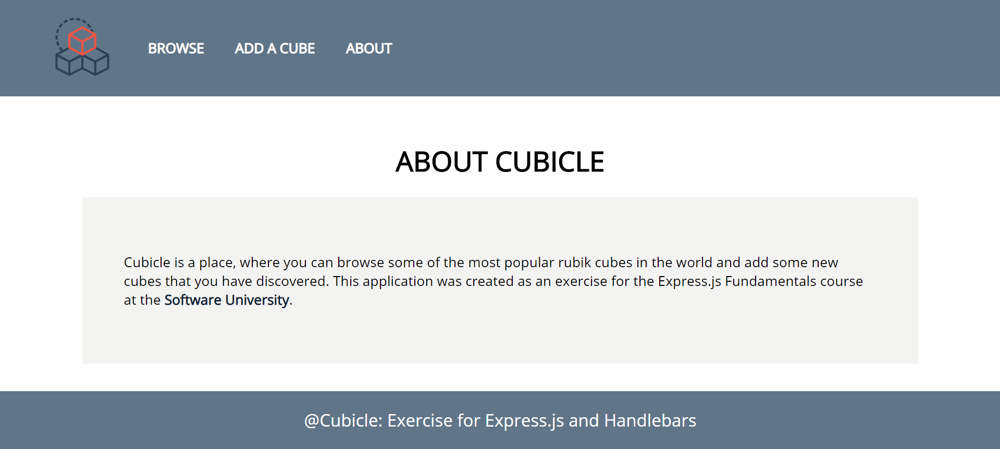 BROWSE ADD A CUBE ABOUT
ABOUT CUBICLE
Cubicle is a place, where you can browse some of the most popular rubik cubes in the world and add some new
cubes that you have discovered. This application was created as an exercise for the Express.js Fundamentals course
at the Software University.
@Cubicle: Exercise for Express.js and Handlebars